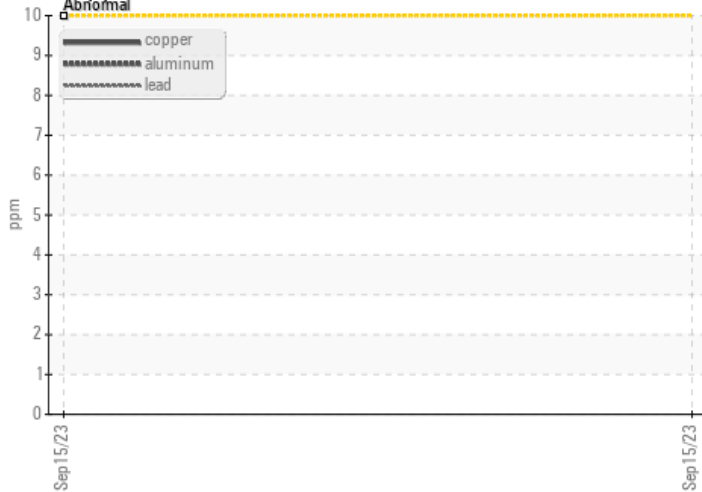 Abnormal
10
copper
9
aluminum
lead
8
7
6
ppm
5
4
3
2
1
0
Sep15/23
Sep15/23